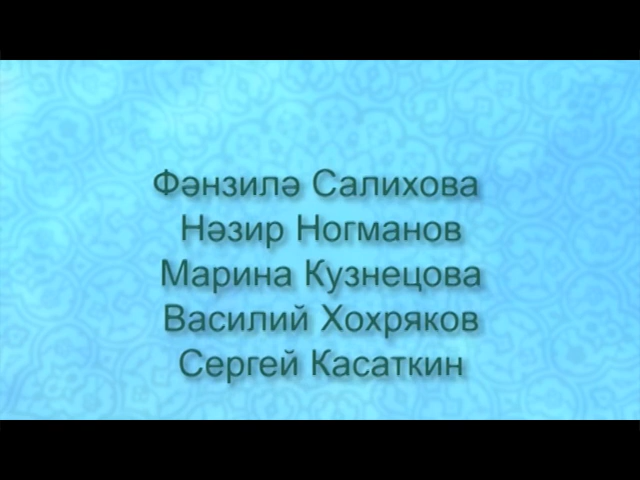 Фәнзилә Салихова
Нәзир Ногманов
Марина Кузнецова
Василий Хохряков
Сергей Касаткин